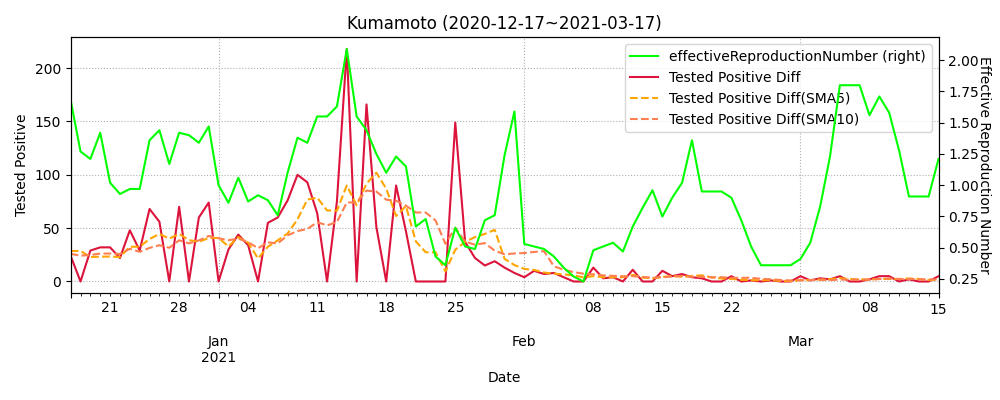 Kumamoto (2020-12-17~2021-03-17)
effectiveReproductionNumber (right)
Tested Positive Diff
Tested Positive Diff(SMA5)
Tested Positive Diff(SMA10)
Tested Positive
200
150
100
50
0
Effective Reproduction Number
2.00
1.75
1.50
1.25
1.00
0.75
0.50
0.25
21 28 04 11 18 25 08 15 22 08 15
Jan Feb Mar
2021
Date